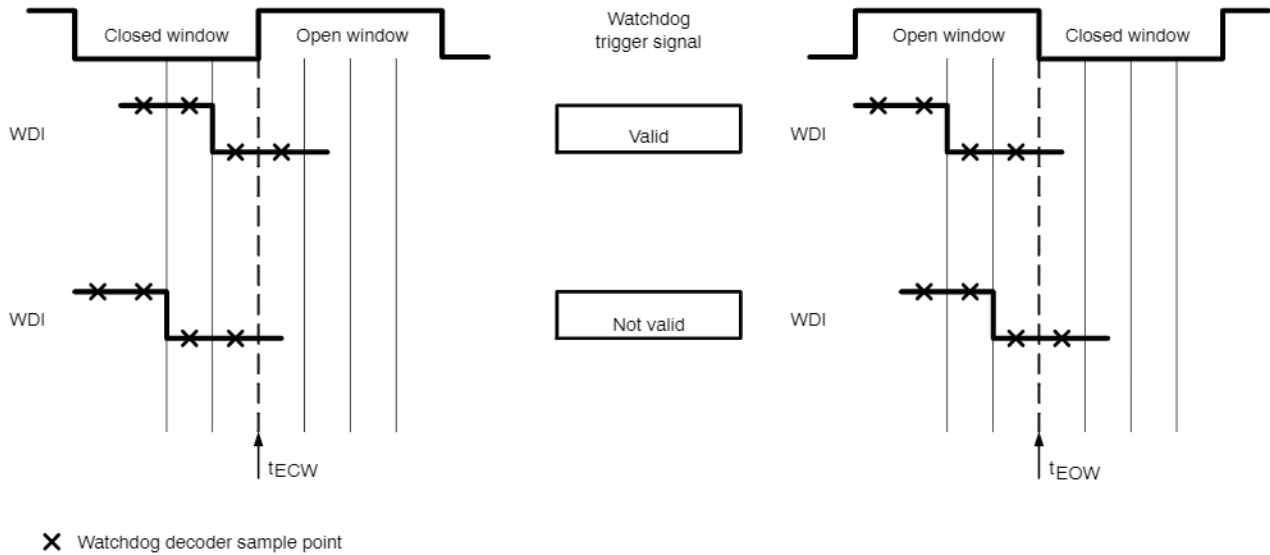 Closed window
Open window
Watchdog
trigger signal
Open window
Closed window
WDI
Valid
WDI
WDI
Not valid
WDI
tECW
tEOW
Watchdog decoder sample point